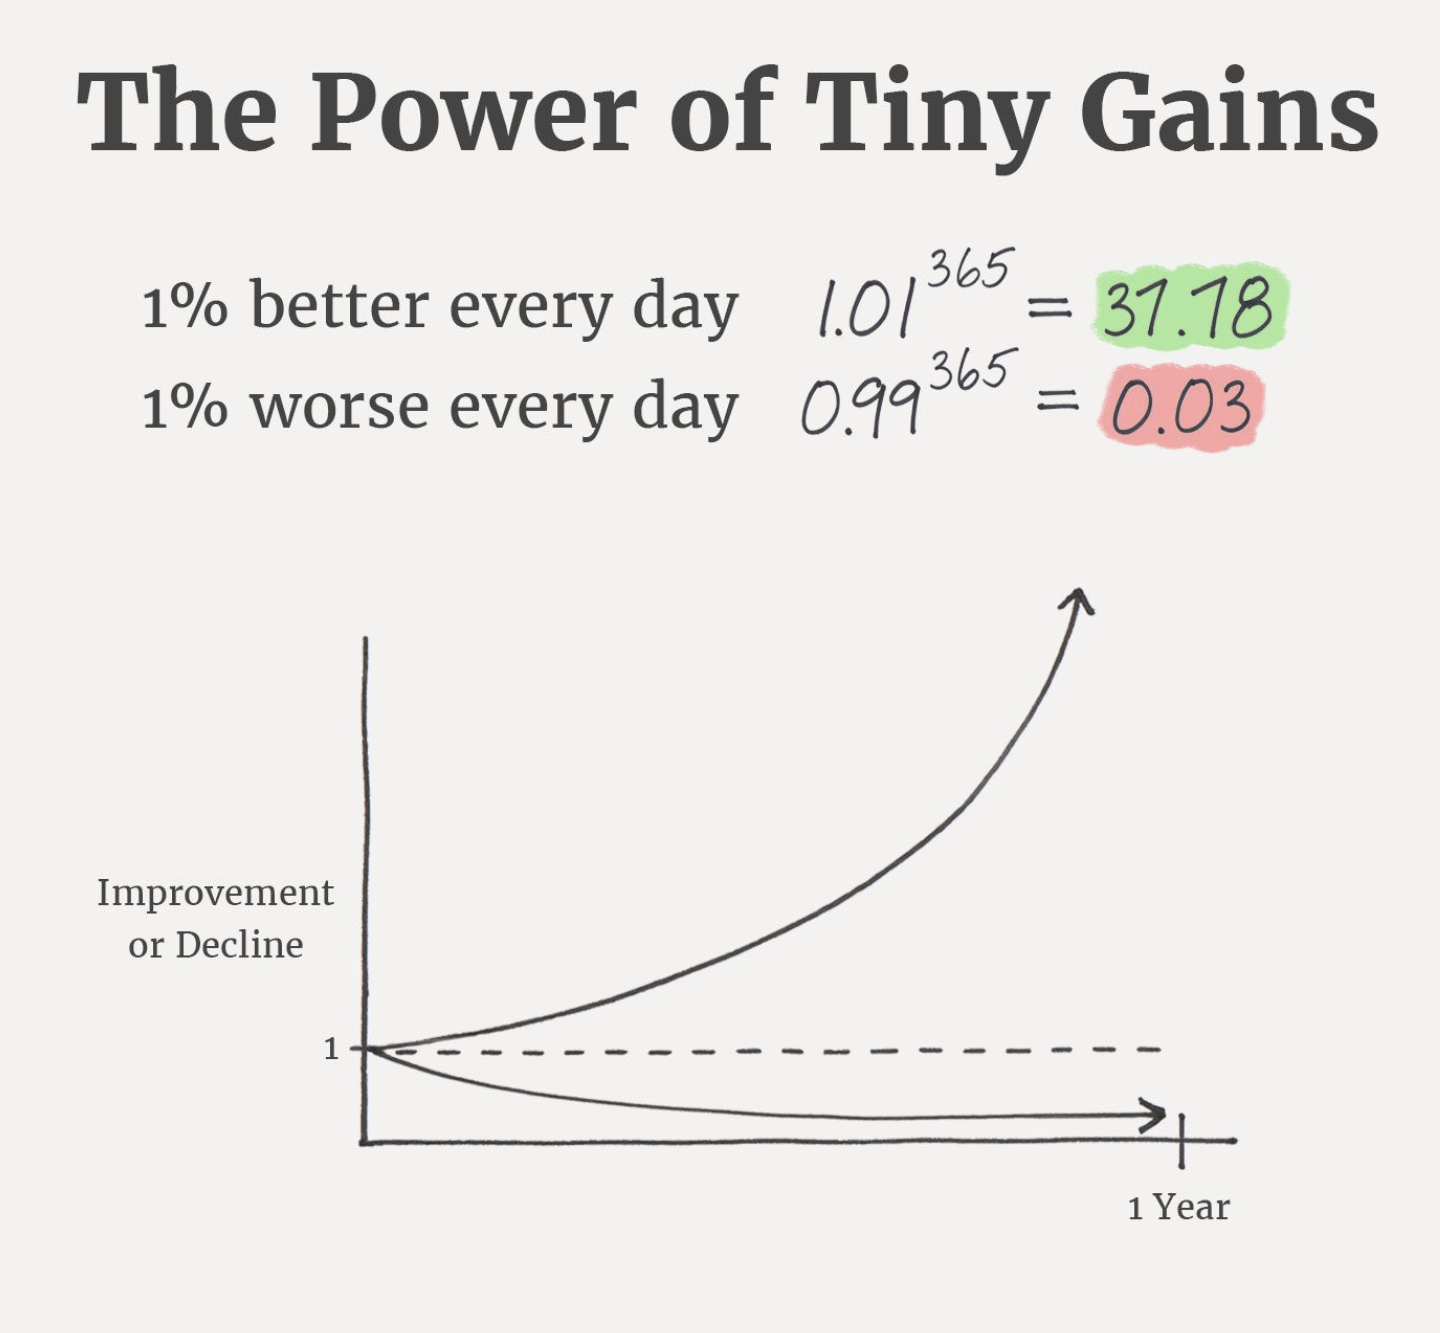 The Power of Tiny Gains
1% better every day 1.01^365 = 37.78
1% worse every day 0.99^365 = 0.03
Improvement
or Decline
1
1 Year